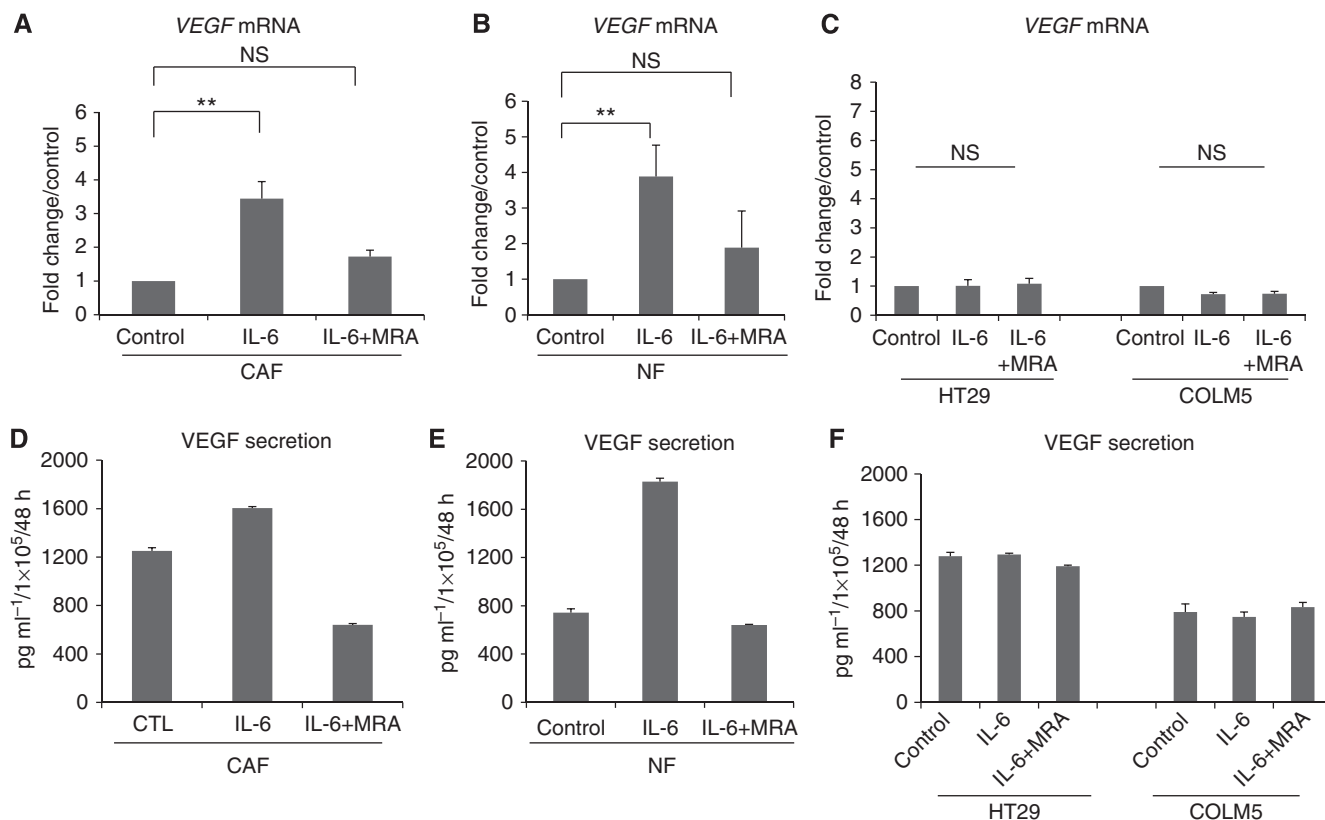 A
VEGF mRNA
NS
**
Fold change/control
6
5
4
3
2
1
0
Control IL-6 IL-6+MRA
CAF
B
VEGF mRNA
NS
**
Fold change/control
6
5
4
3
2
1
0
Control IL-6 IL-6+MRA
NF
C
VEGF mRNA
Fold change/control
8
7
6
5
4
3
2
1
0
NS NS
Control IL-6 IL-6 Control IL-6 IL-6
+MRA +MRA
HT29 COLM5
D
VEGF secretion
pg ml⁻¹/1×10⁵/48 h
2000
1600
1200
800
400
0
CTL IL-6 IL-6+MRA
CAF
E
VEGF secretion
pg ml⁻¹/1×10⁵/48 h
2000
1600
1200
800
400
0
Control IL-6 IL-6+MRA
NF
F
VEGF secretion
pg ml⁻¹/1×10⁵/48 h
2000
1600
1200
800
400
0
Control IL-6 IL-6+MRA Control IL-6 IL-6+MRA
HT29 COLM5